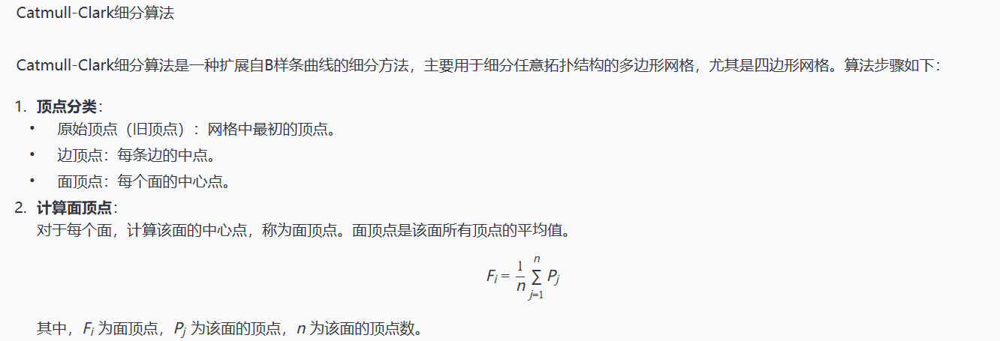 Catmull-Clark细分算法
Catmull-Clark细分算法是一种扩展自B样条曲线的细分方法，主要用于细分任意拓扑结构的多边形网格，尤其是四边形网格。算法步骤如下：
1. 顶点分类：
• 原始顶点（旧顶点）：网格中最初的顶点。
• 边顶点：每条边的中点。
• 面顶点：每个面的中心点。
2. 计算面顶点：
对于每个面，计算该面的中心点，称为面顶点。面顶点是该面所有顶点的平均值。
F_i = \frac{1}{n} \sum_{j=1}^{n} P_j
其中，F_i 为面顶点，P_j 为该面的顶点，n 为该面的顶点数。